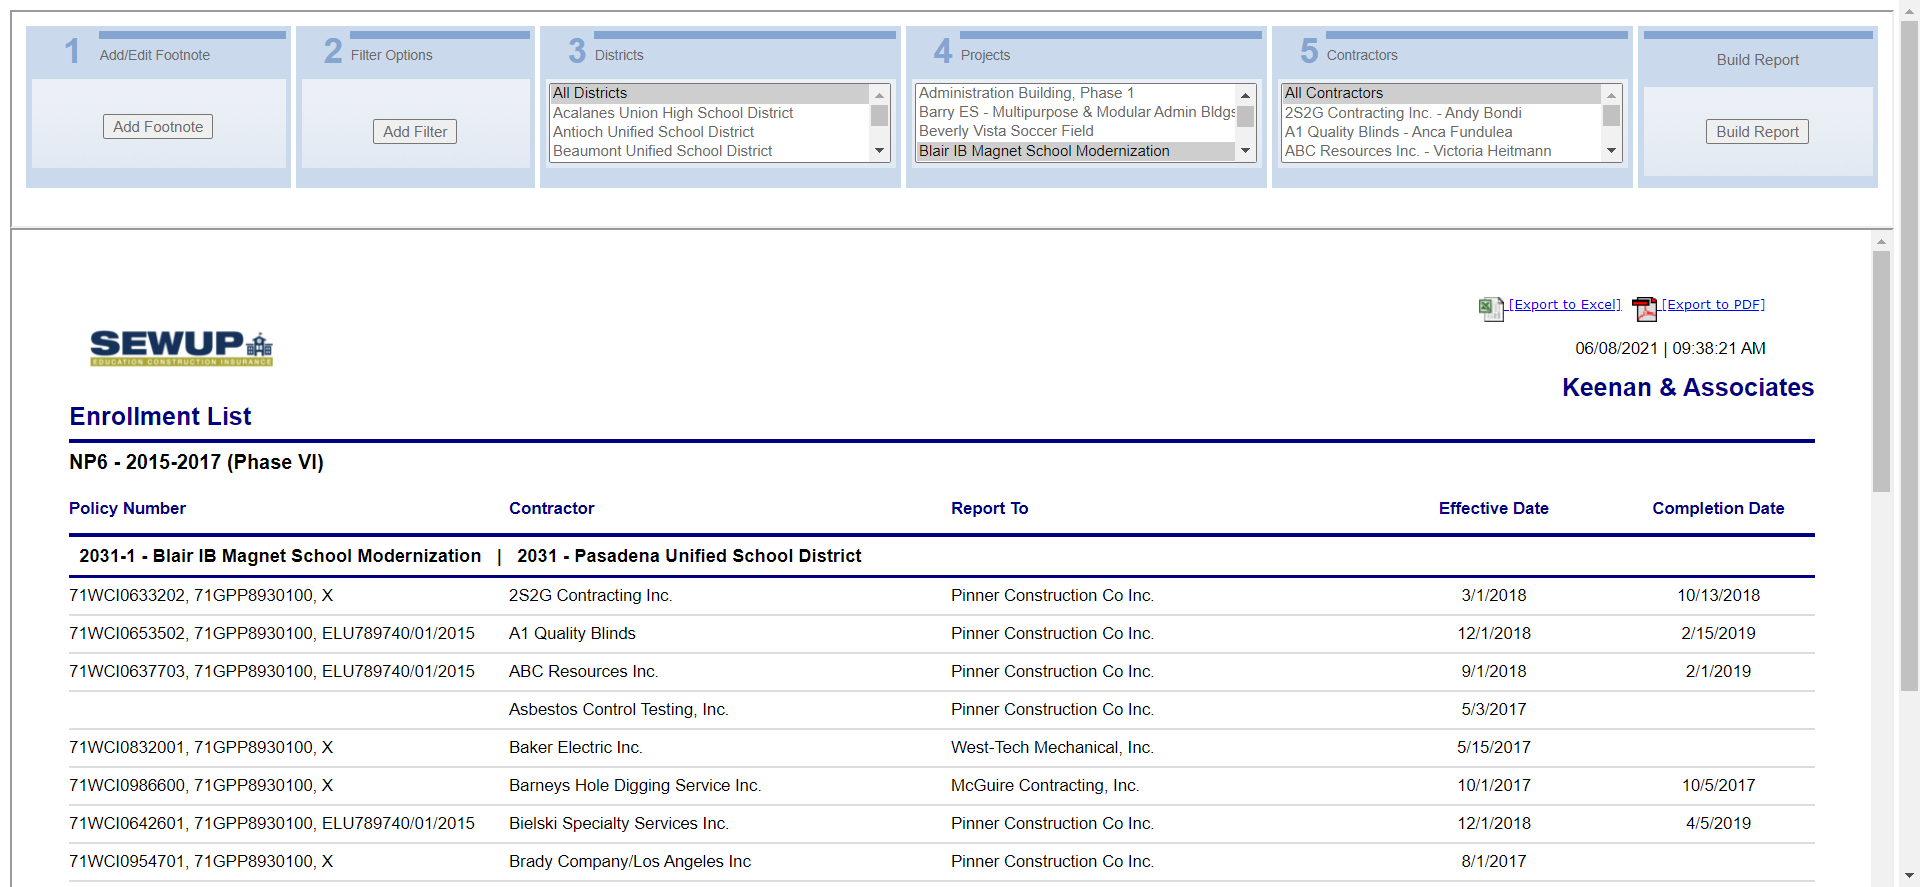 1 Add/Edit Footnote
Add Footnote
2 Filter Options
Add Filter
3 Districts
All Districts
Acalanes Union High School District
Antioch Unified School District
Beaumont Unified School District
4 Projects
Administration Building, Phase 1
Barry ES - Multipurpose & Modular Admin Bldgs
Beverly Vista Soccer Field
Blair IB Magnet School Modernization
5 Contractors
All Contractors
2S2G Contracting Inc. - Andy Bondi
A1 Quality Blinds - Anca Fundulea
ABC Resources Inc. - Victoria Heitmann
Build Report
Build Report
[Export to Excel] [Export to PDF]
SEWUP
EDUCATION CONSTRUCTION INSURANCE
06/08/2021 | 09:38:21 AM
Keenan & Associates
Enrollment List
NP6 - 2015-2017 (Phase VI)
Policy Number Contractor Report To Effective Date Completion Date
2031-1 - Blair IB Magnet School Modernization | 2031 - Pasadena Unified School District
71WCI0633202, 71GPP8930100, X 2S2G Contracting Inc. Pinner Construction Co Inc. 3/1/2018 10/13/2018
71WCI0653502, 71GPP8930100, ELU789740/01/2015 A1 Quality Blinds Pinner Construction Co Inc. 12/1/2018 2/15/2019
71WCI0637703, 71GPP8930100, ELU789740/01/2015 ABC Resources Inc. Pinner Construction Co Inc. 9/1/2018 2/1/2019
Asbestos Control Testing, Inc. Pinner Construction Co Inc. 5/3/2017
71WCI0832001, 71GPP8930100, X Baker Electric Inc. West-Tech Mechanical, Inc. 5/15/2017
71WCI0986600, 71GPP8930100, X Barneys Hole Digging Service Inc. McGuire Contracting, Inc. 10/1/2017 10/5/2017
71WCI0642601, 71GPP8930100, ELU789740/01/2015 Bielski Specialty Services Inc. Pinner Construction Co Inc. 12/1/2018 4/5/2019
71WCI0954701, 71GPP8930100, X Brady Company/Los Angeles Inc Pinner Construction Co Inc. 8/1/2017